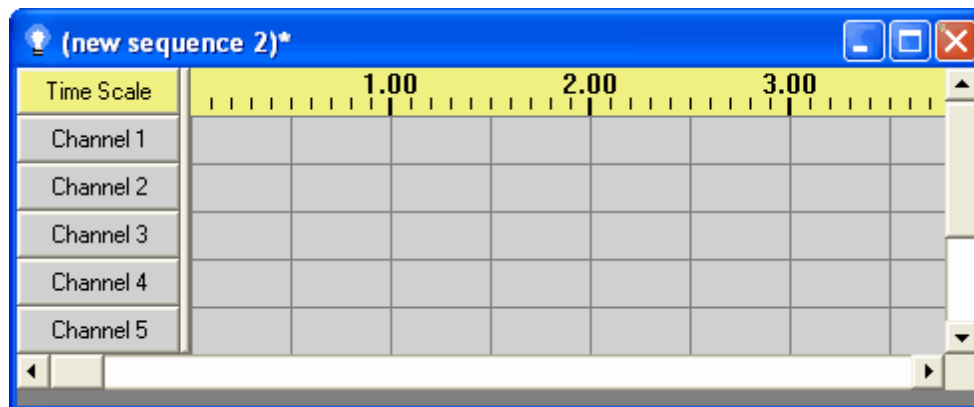 (new sequence 2)*
Time Scale 1.00 2.00 3.00
Channel 1
Channel 2
Channel 3
Channel 4
Channel 5